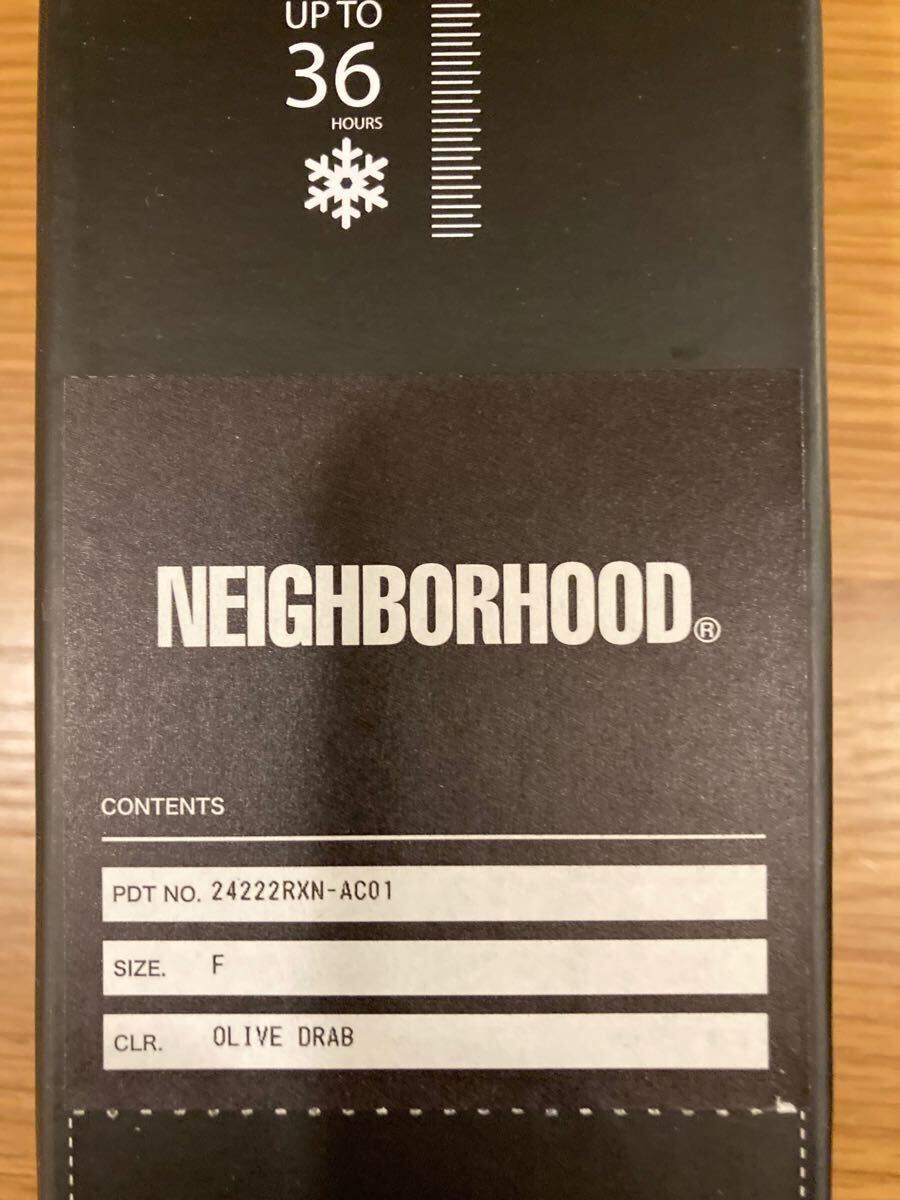 UP TO
36
HOURS
NEIGHBORHOOD®
CONTENTS
PDT NO. 24222RXN-AC01
SIZE. F
CLR. OLIVE DRAB